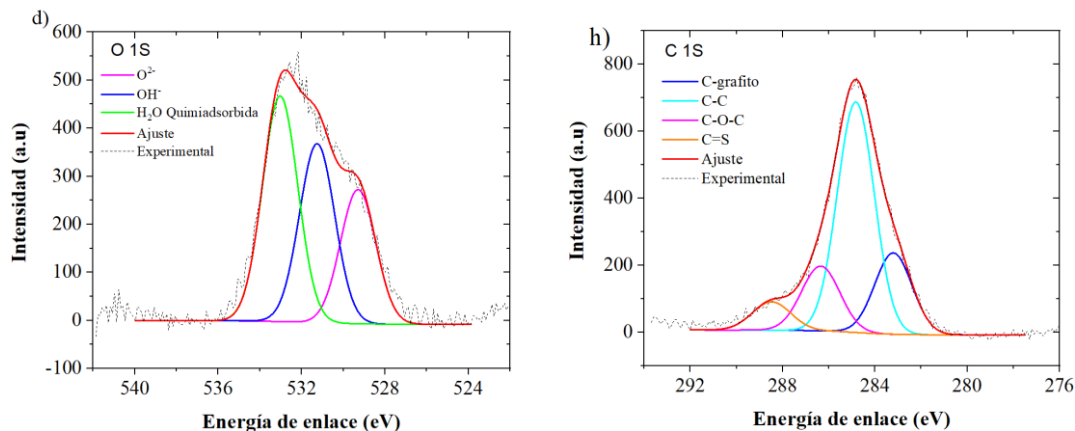 d)
O 1S
O²⁻
OH⁻
H₂O Quimiadsorbida
Ajuste
Experimental
Intensidad (a.u)
600
500
400
300
200
100
0
-100
540
536
532
528
524
Energía de enlace (eV)
h)
C 1S
C-grafito
C-C
C-O-C
C=S
Ajuste
Experimental
Intensidad (a.u)
800
600
400
200
0
292
288
284
280
276
Energía de enlace (eV)